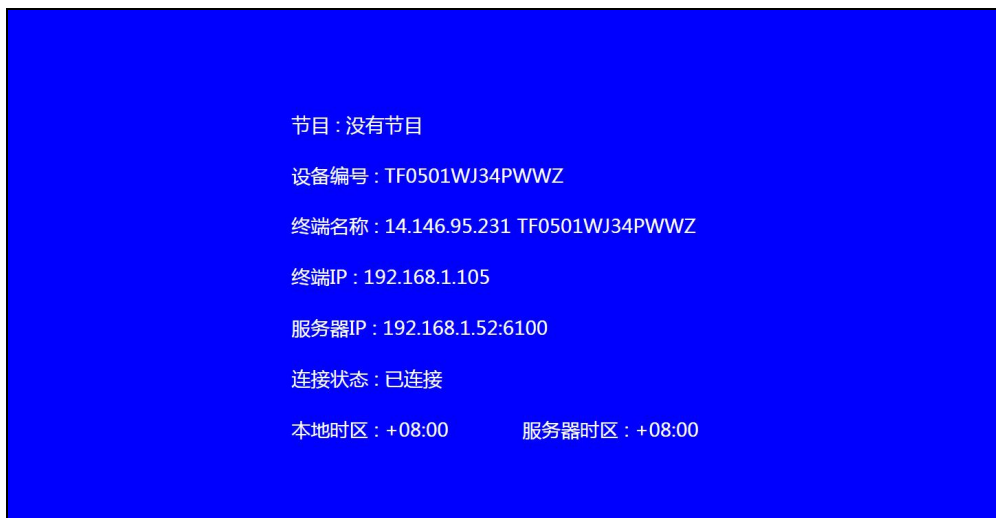 节目 : 没有节目
设备编号 : TF0501WJ34PWWZ
终端名称 : 14.146.95.231 TF0501WJ34PWWZ
终端IP : 192.168.1.105
服务器IP : 192.168.1.52:6100
连接状态 : 已连接
本地时区 : +08:00 服务器时区 : +08:00